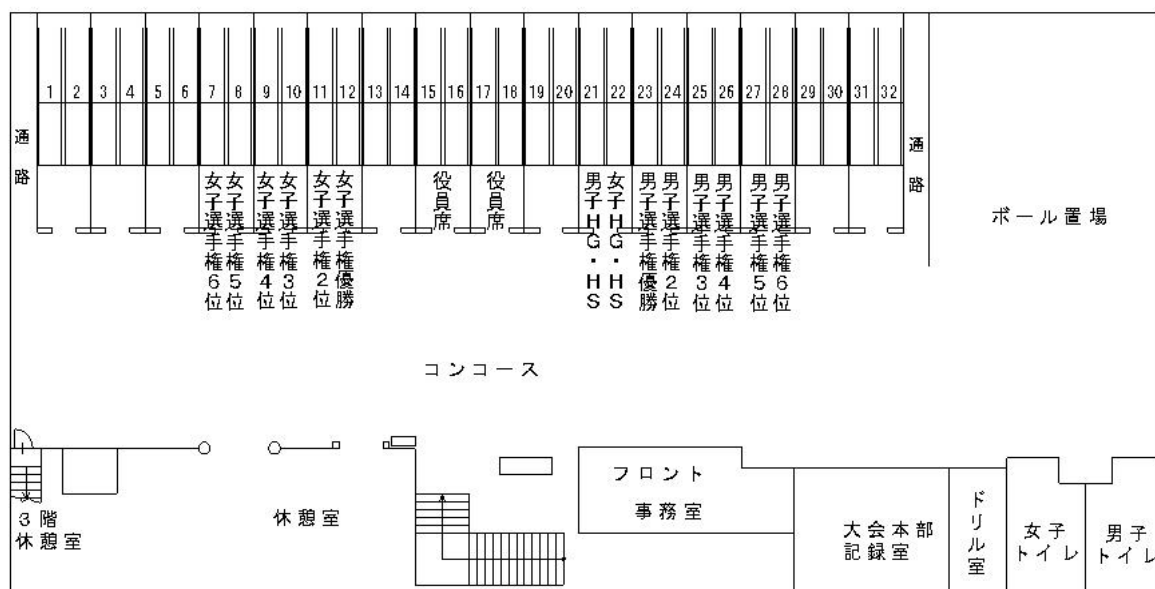 1 2 3 4 5 6 7 8 9 10 11 12 13 14 15 16 17 18 19 20 21 22 23 24 25 26 27 28 29 30 31 32
通路
女子選手権6位
女子選手権5位
女子選手権4位
女子選手権3位
女子選手権2位
女子選手権優勝
役員席
役員席
男子HG・HS
女子HG・HS
男子選手権優勝
男子選手権2位
男子選手権3位
男子選手権4位
男子選手権5位
男子選手権6位
通路
ボール置場
コンコース
3階
休憩室
休憩室
フロント
事務室
大会本部
記録室
ドリル室
女子
トイレ
男子
トイレ